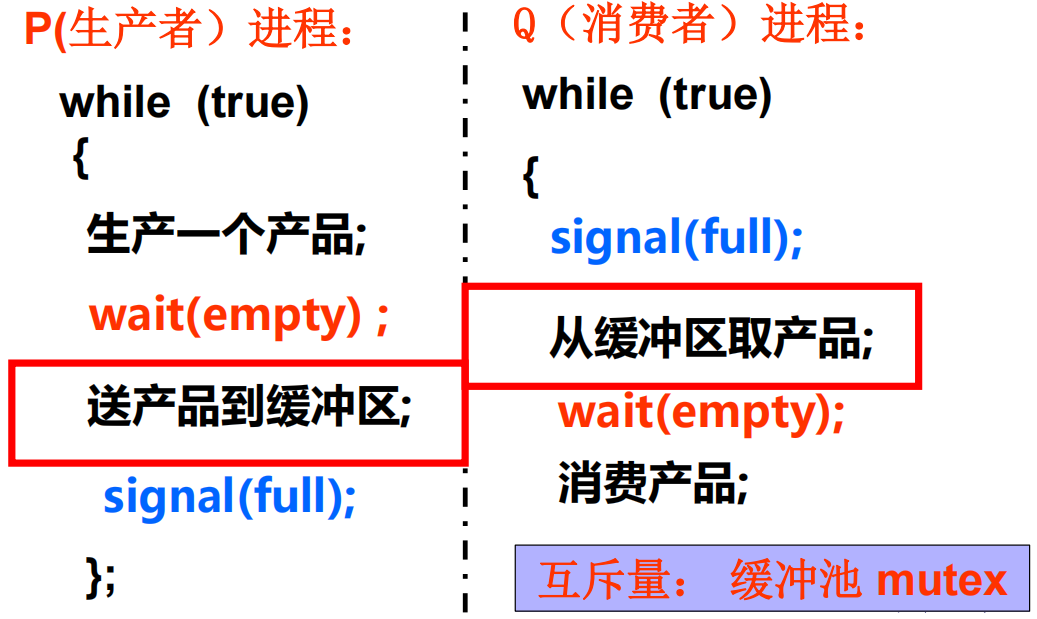 P(生产者）进程：
while (true)
{
生产一个产品;
wait(empty) ;
送产品到缓冲区;
signal(full);
};
Q（消费者）进程：
while (true)
{
signal(full);
从缓冲区取产品;
wait(empty);
消费产品;
互斥量： 缓冲池 mutex